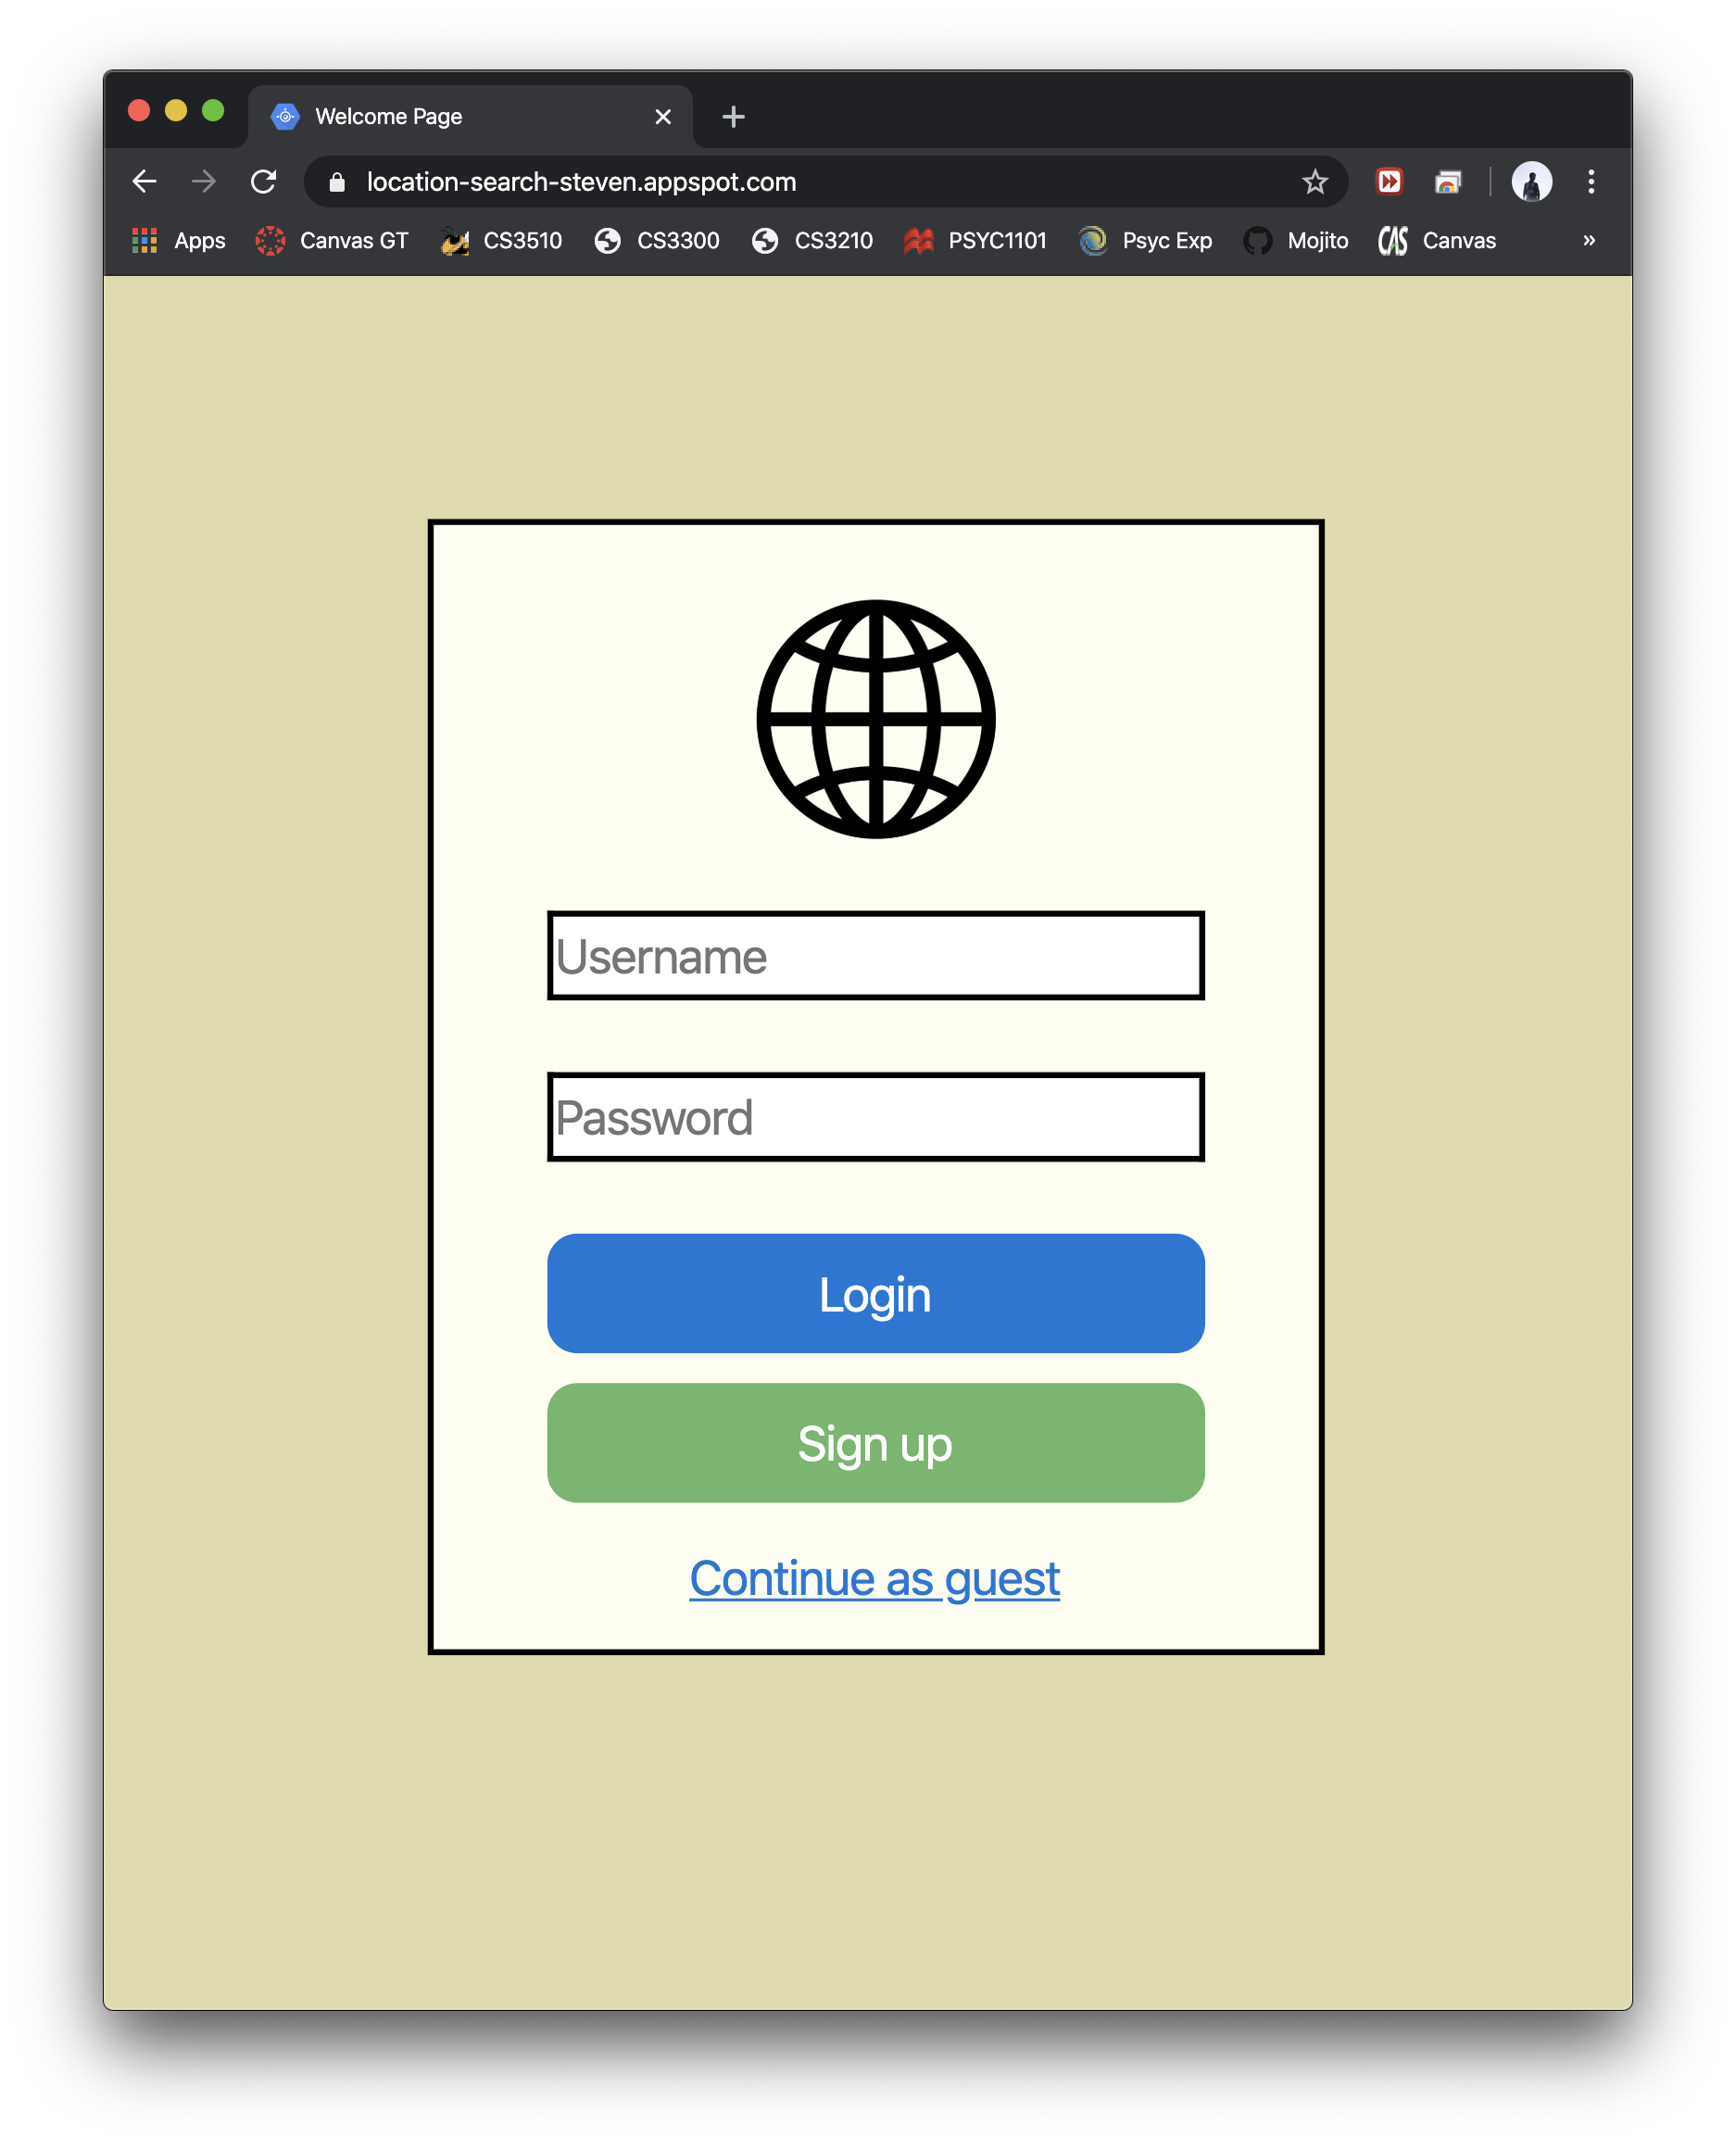 Welcome Page
location-search-steven.appspot.com
Apps Canvas GT CS3510 CS3300 CS3210 PSYC1101 Psyc Exp Mojito CAS Canvas »
Username
Password
Login
Sign up
Continue as guest